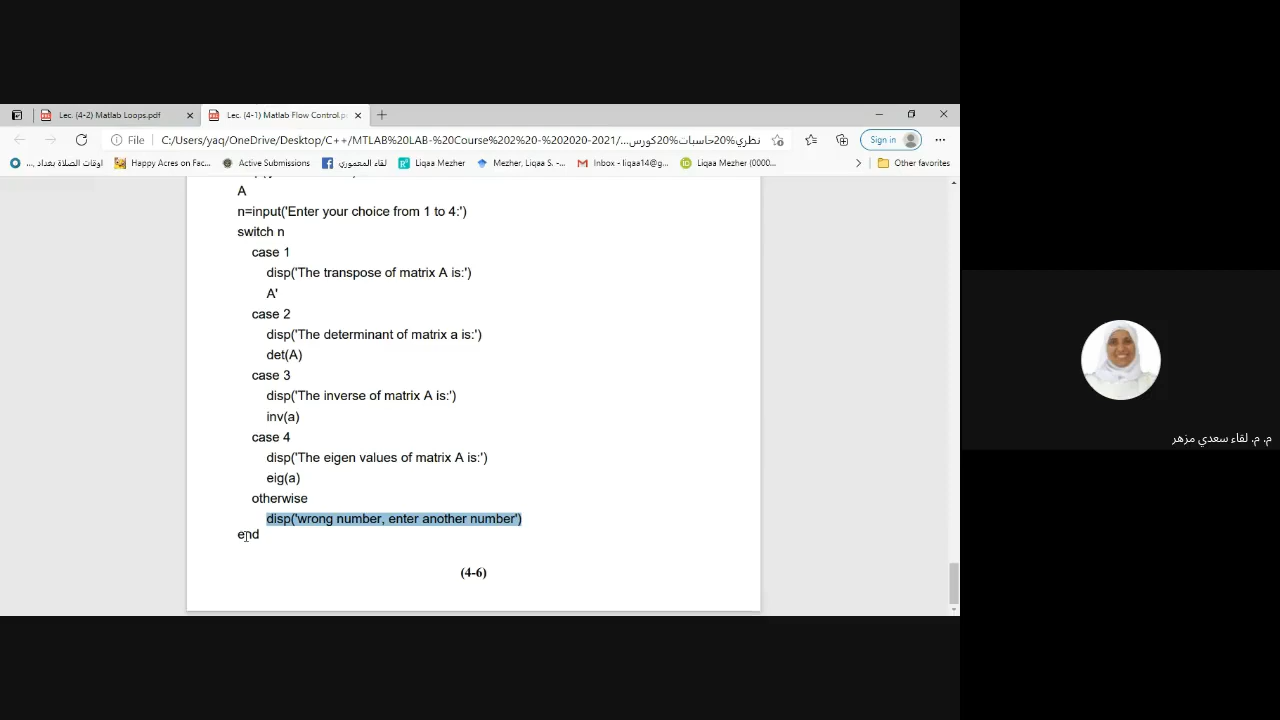 Lec. (4-2) Matlab Loops.pdf
Lec. (4-1) Matlab Flow Control.p
File
C:/Users/yaq/OneDrive/Desktop/C++/MTLAB%20LAB-%20Course%202%20-%202020-2021/...نظري%20حاسبات%20كورس
Sign in
... ,اوقات الصلاة بغداد
Happy Acres on Fac...
Active Submissions
لقاء المعموري
Liqaa Mezher
Mezher, Liqaa S. -...
Inbox - liqaa14@g...
Liqaa Mezher (0000...
Other favorites
A
n=input('Enter your choice from 1 to 4:')
switch n
case 1
disp('The transpose of matrix A is:')
A'
case 2
disp('The determinant of matrix a is:')
det(A)
case 3
disp('The inverse of matrix A is:')
inv(a)
case 4
disp('The eigen values of matrix A is:')
eig(a)
otherwise
disp('wrong number, enter another number')
end
(4-6)
م. م. لقاء سعدي مزهر